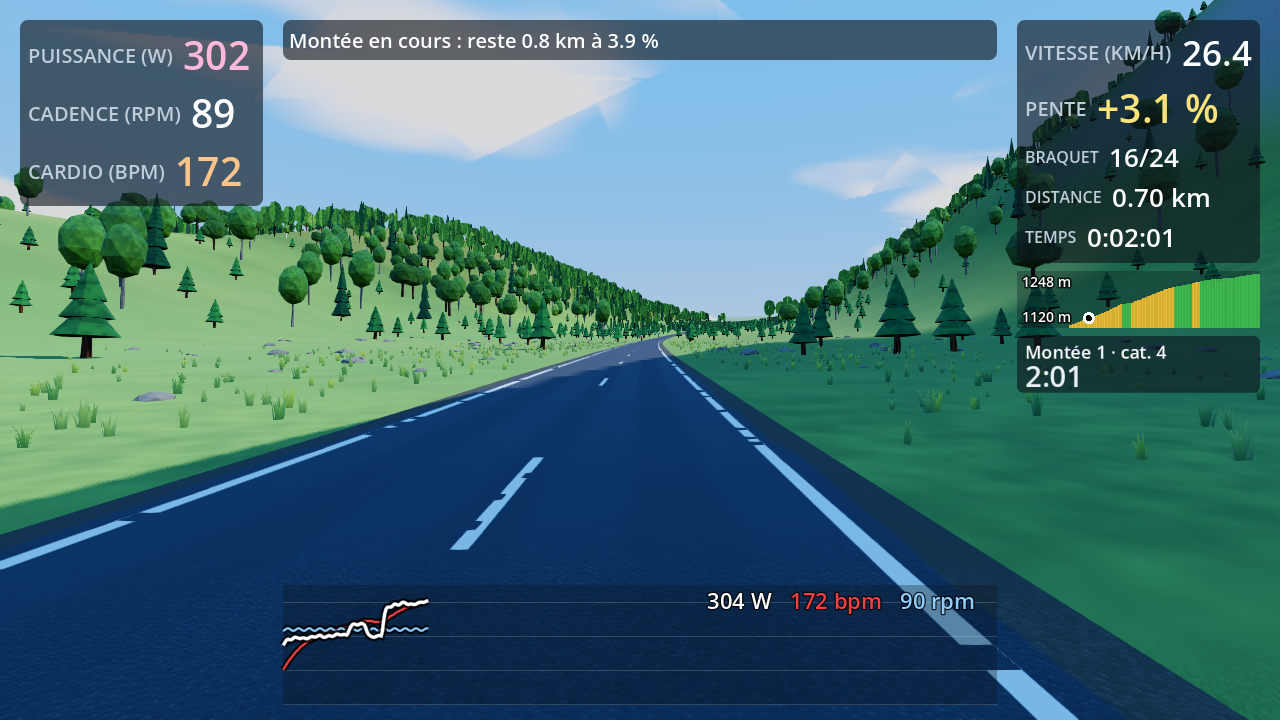 PUISSANCE (W) 302
CADENCE (RPM) 89
CARDIO (BPM) 172
Montée en cours : reste 0.8 km à 3.9 %
VITESSE (KM/H) 26.4
PENTE +3.1 %
BRAQUET 16/24
DISTANCE 0.70 km
TEMPS 0:02:01
1248 m
1120 m
Montée 1 · cat. 4
2:01
304 W 172 bpm 90 rpm